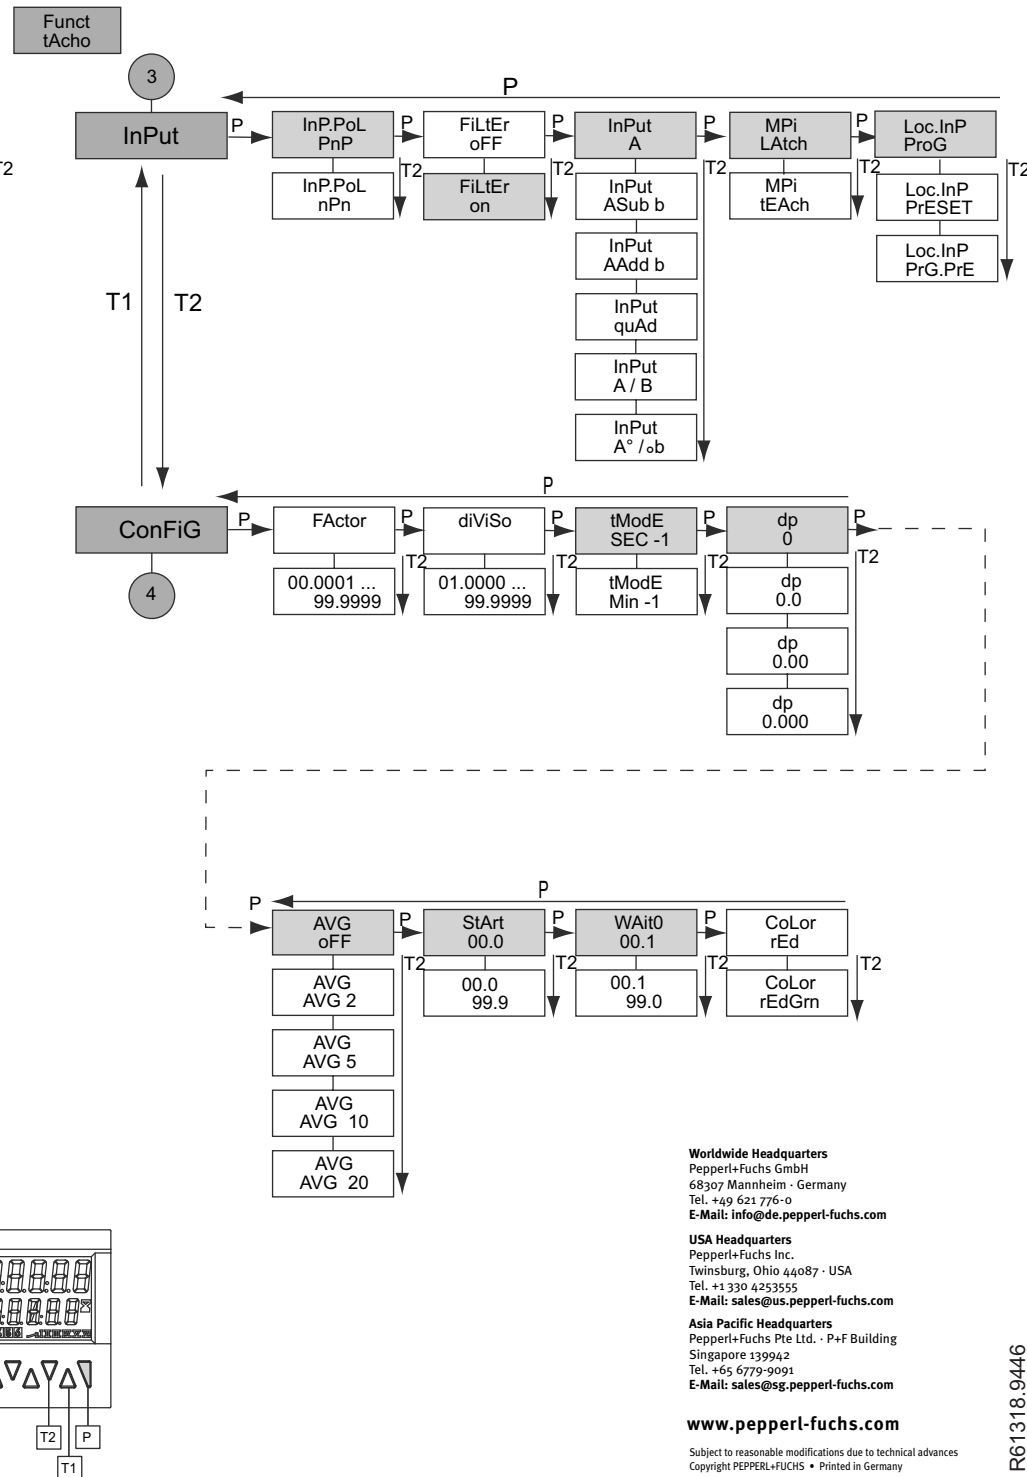 Funct
tAcho
3
P
InPut
P
InP.PoL
PnP
P
FiLtEr
oFF
P
InPut
A
P
MPi
LAtch
P
Loc.InP
ProG
T2
T2
T2
T2
T2
T2
InP.PoL
nPn
FiLtEr
on
InPut
ASub b
MPi
tEAch
Loc.InP
PrESET
InPut
AAdd b
Loc.InP
PrG.PrE
T1
T2
InPut
quAd
InPut
A / B
InPut
A° /ob
P
ConFiG
P
FActor
P
diViSo
P
tModE
SEC -1
P
dp
0
P
T2
T2
T2
T2
4
00.0001 ...
99.9999
01.0000 ...
99.9999
tModE
Min -1
dp
0.0
dp
0.00
dp
0.000
P
P
AVG
oFF
P
StArt
00.0
P
WAit0
00.1
P
CoLor
rEd
T2
T2
T2
T2
AVG
AVG 2
00.0
99.9
00.1
99.0
CoLor
rEdGrn
AVG
AVG 5
AVG
AVG 10
AVG
AVG 20
Worldwide Headquarters
Pepperl+Fuchs GmbH
68307 Mannheim · Germany
Tel. +49 621 776-0
E-Mail: info@de.pepperl-fuchs.com
USA Headquarters
Pepperl+Fuchs Inc.
Twinsburg, Ohio 44087 · USA
Tel. +1 330 4253555
E-Mail: sales@us.pepperl-fuchs.com
Asia Pacific Headquarters
Pepperl+Fuchs Pte Ltd. · P+F Building
Singapore 139942
Tel. +65 6779-9091
E-Mail: sales@sg.pepperl-fuchs.com
www.pepperl-fuchs.com
Subject to reasonable modifications due to technical advances
Copyright PEPPERL+FUCHS • Printed in Germany
R61318.9446
T2
P
T1